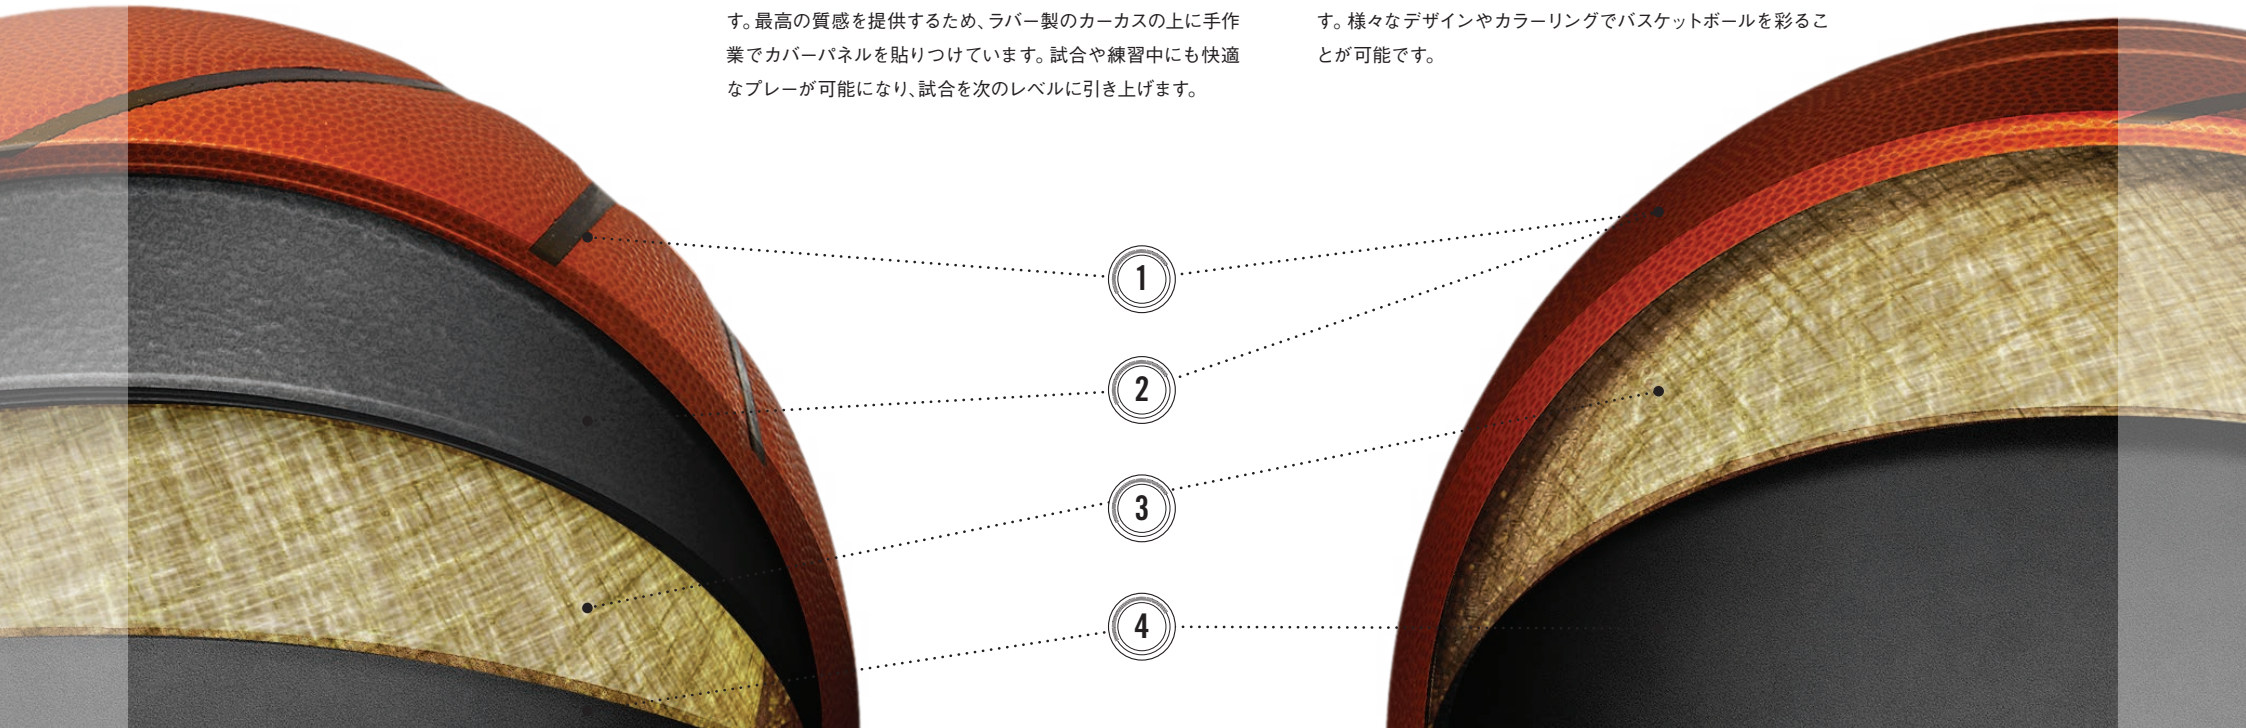 す。最高の質感を提供するため、ラバー製のカーカスの上に手作
業でカバーパネルを貼りつけています。試合や練習中にも快適
なプレーが可能になり、試合を次のレベルに引き上げます。
す。様々なデザインやカラーリングでバスケットボールを彩るこ
とが可能です。
1
2
3
4